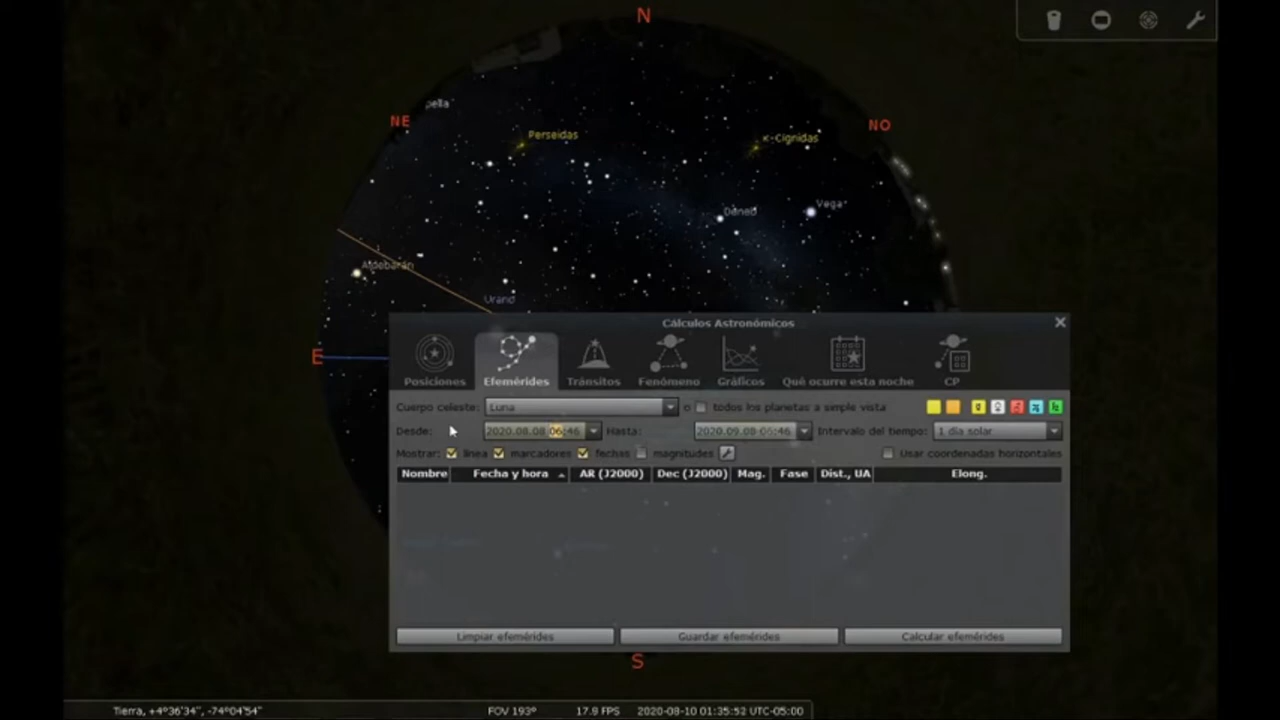 N
pella
NE
NO
Perseidas
κ-Cignidas
Deneb
Vega
Aldebarán
Urano
E
Cálculos Astronómicos
Posiciones
Efemérides
Tránsitos
Fenómeno
Gráficos
Qué ocurre esta noche
CP
Cuerpo celeste: Luna o todos los planetas a simple vista
Desde: 2020.08.08 06:46 Hasta: 2020.09.08 06:46 Intervalo del tiempo: 1 día solar
Mostrar: línea marcadores fechas magnitudes Usar coordenadas horizontales
Nombre Fecha y hora AR (J2000) Dec (J2000) Mag. Fase Dist., UA Elong.
Limpiar efemérides Guardar efemérides Calcular efemérides
S
Tierra, +4°36'34", -74°04'54" FOV 193° 17.9 FPS 2020-08-10 01:35:52 UTC-05:00